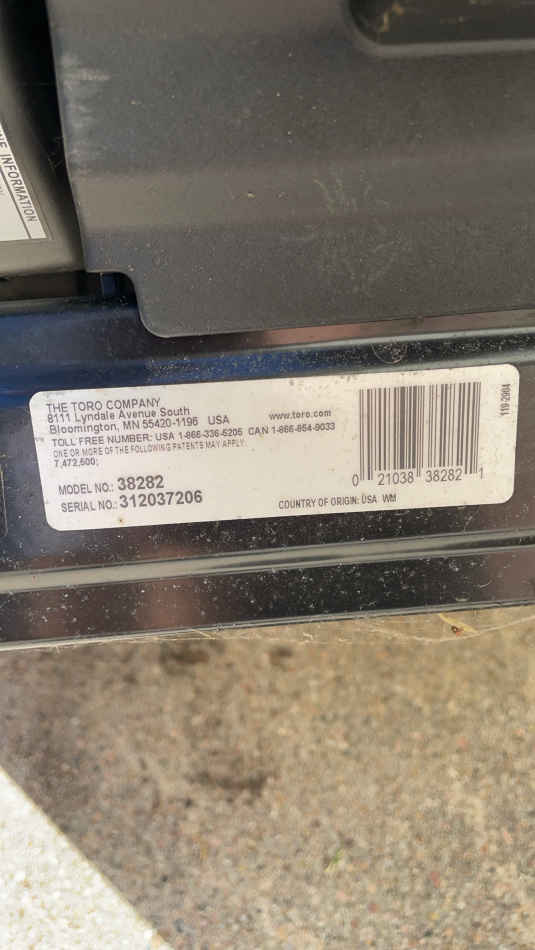 INFORMATION
THE TORO COMPANY
8111 Lyndale Avenue South
Bloomington, MN 55420-1196 USA
www.toro.com
TOLL FREE NUMBER: USA 1-866-336-5205 CAN 1-866-854-9033
ONE OR MORE OF THE FOLLOWING PATENTS MAY APPLY:
7,472,500;
MODEL NO.: 38282
SERIAL NO.: 312037206
0 21038 38282 1
COUNTRY OF ORIGIN: USA WM
119-2984